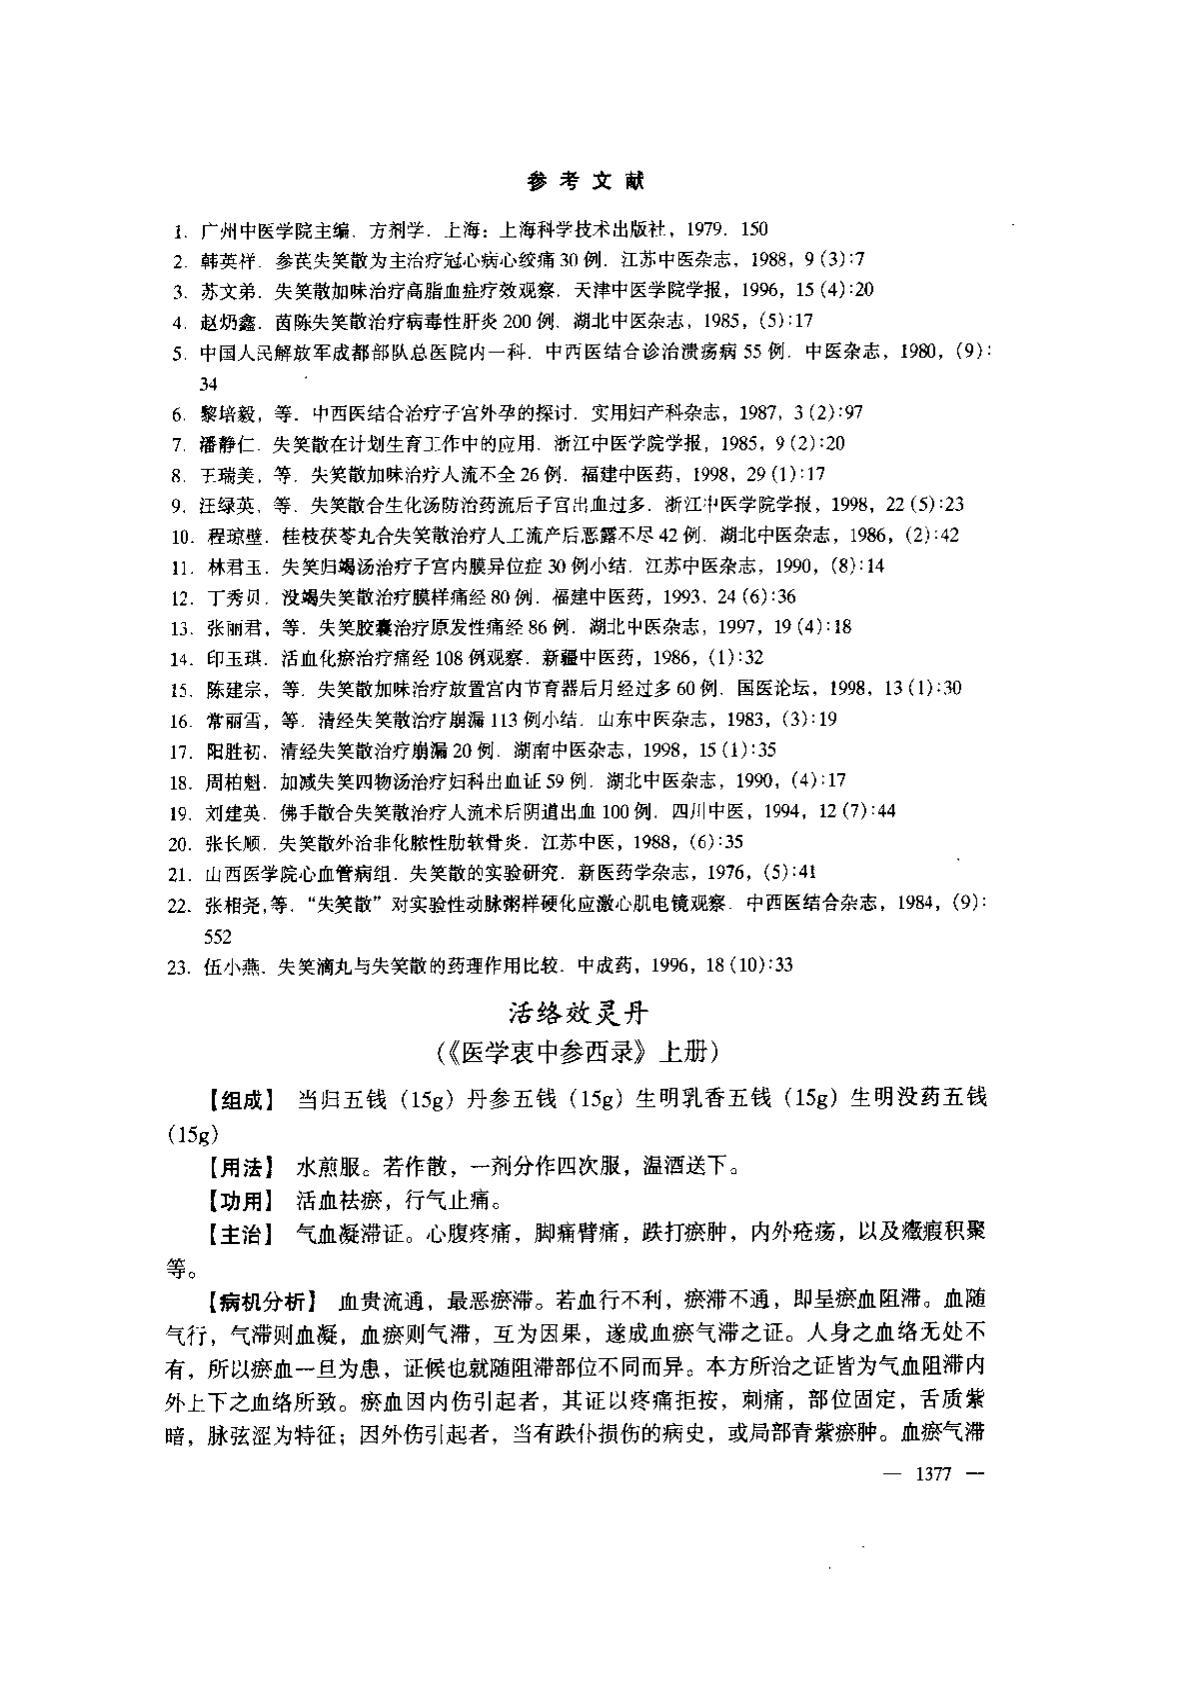 参考文献
1. 广州中医学院主编. 方剂学. 上海：上海科学技术出版社，1979. 150
2. 韩英祥. 参芪失笑散为主治疗冠心病心绞痛30例. 江苏中医杂志，1988，9（3）:7
3. 苏文弟. 失笑散加味治疗高脂血症疗效观察. 天津中医学院学报，1996，15（4）:20
4. 赵炳鑫. 茵陈失笑散治疗病毒性肝炎200例. 湖北中医杂志，1985，（5）:17
5. 中国人民解放军成都部队总医院内一科. 中西医结合诊治溃疡病55例. 中医杂志，1980，（9）:
34
6. 黎培毅，等. 中西医结合治疗子宫外孕的探讨. 实用妇产科杂志，1987，3（2）:97
7. 潘静仁. 失笑散在计划生育工作中的应用. 浙江中医学院学报，1985，9（2）:20
8. 王瑞美，等. 失笑散加味治疗人流不全26例. 福建中医药，1998，29（1）:17
9. 汪绿英，等. 失笑散合生化汤防治药流后子宫出血过多. 浙江中医学院学报，1998，22（5）:23
10. 程琼壁. 桂枝茯苓丸合失笑散治疗人工流产后恶露不尽42例. 湖北中医杂志，1986，（2）:42
11. 林君玉. 失笑归竭汤治疗子宫内膜异位症30例小结. 江苏中医杂志，1990，（8）:14
12. 丁秀贝. 没竭失笑散治疗膜样痛经80例. 福建中医药，1993. 24（6）:36
13. 张丽君，等. 失笑胶囊治疗原发性痛经86例. 湖北中医杂志，1997，19（4）:18
14. 印玉琪. 活血化瘀治疗痛经108例观察. 新疆中医药，1986，（1）:32
15. 陈建宗，等. 失笑散加味治疗放置宫内节育器后月经过多60例. 国医论坛，1998，13（1）:30
16. 常丽雪，等. 清经失笑散治疗崩漏113例小结. 山东中医杂志，1983，（3）:19
17. 阳胜初. 清经失笑散治疗崩漏20例. 湖南中医杂志，1998，15（1）:35
18. 周柏魁. 加减失笑四物汤治疗妇科出血证59例. 湖北中医杂志，1990，（4）:17
19. 刘建英. 佛手散合失笑散治疗人流术后阴道出血100例. 四川中医，1994，12（7）:44
20. 张长顺. 失笑散外治非化脓性肋软骨炎. 江苏中医，1988，（6）:35
21. 山西医学院心血管病组. 失笑散的实验研究. 新医药学杂志，1976，（5）:41
22. 张相尧,等. “失笑散”对实验性动脉粥样硬化应激心肌电镜观察. 中西医结合杂志，1984，（9）:
552
23. 伍小燕. 失笑滴丸与失笑散的药理作用比较. 中成药，1996，18（10）:33
活络效灵丹
（《医学衷中参西录》上册）
【组成】 当归五钱（15g）丹参五钱（15g）生明乳香五钱（15g）生明没药五钱
（15g）
【用法】 水煎服。若作散，一剂分作四次服，温酒送下。
【功用】 活血祛瘀，行气止痛。
【主治】 气血凝滞证。心腹疼痛，脚痛臂痛，跌打瘀肿，内外疮疡，以及癥瘕积聚
等。
【病机分析】 血贵流通，最恶瘀滞。若血行不利，瘀滞不通，即呈瘀血阻滞。血随
气行，气滞则血凝，血瘀则气滞，互为因果，遂成血瘀气滞之证。人身之血络无处不
有，所以瘀血一旦为患，证候也就随阻滞部位不同而异。本方所治之证皆为气血阻滞内
外上下之血络所致。瘀血因内伤引起者，其证以疼痛拒按，刺痛，部位固定，舌质紫
暗，脉弦涩为特征；因外伤引起者，当有跌仆损伤的病史，或局部青紫瘀肿。血瘀气滞
— 1377 —